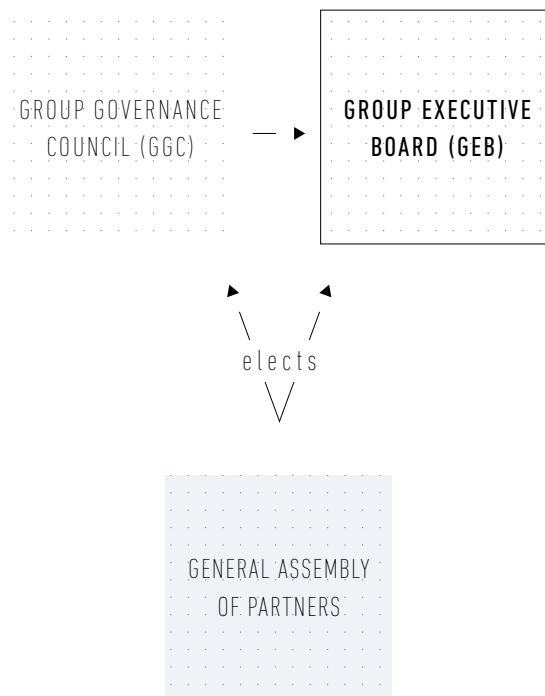 GROUP GOVERNANCE
COUNCIL (GGC)
GROUP EXECUTIVE
BOARD (GEB)
elects
GENERAL ASSEMBLY
OF PARTNERS